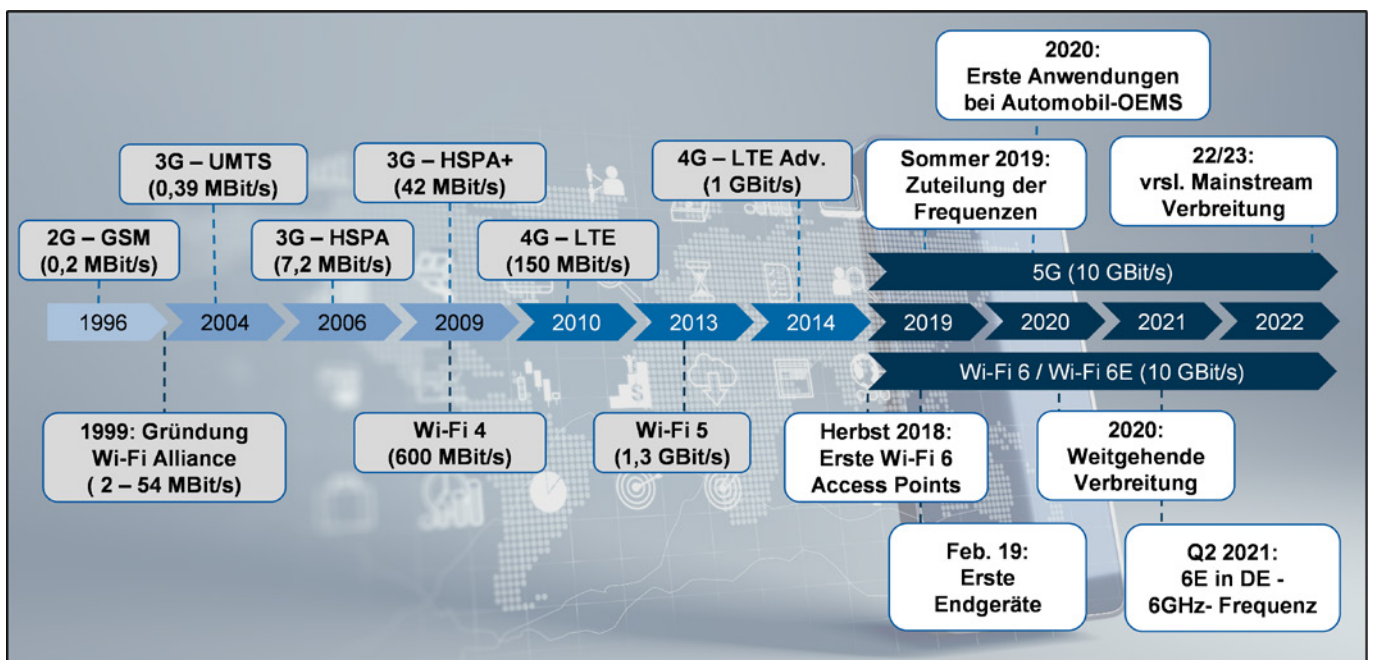 2020:
Erste Anwendungen
bei Automobil-OEMS
3G – UMTS
(0,39 MBit/s)
3G – HSPA+
(42 MBit/s)
4G – LTE Adv.
(1 GBit/s)
Sommer 2019:
Zuteilung der
Frequenzen
22/23:
vrsl. Mainstream
Verbreitung
2G – GSM
(0,2 MBit/s)
3G – HSPA
(7,2 MBit/s)
4G – LTE
(150 MBit/s)
5G (10 GBit/s)
1996
2004
2006
2009
2010
2013
2014
2019
2020
2021
2022
Wi-Fi 6 / Wi-Fi 6E (10 GBit/s)
1999: Gründung
Wi-Fi Alliance
( 2 – 54 MBit/s)
Wi-Fi 4
(600 MBit/s)
Wi-Fi 5
(1,3 GBit/s)
Herbst 2018:
Erste Wi-Fi 6
Access Points
2020:
Weitgehende
Verbreitung
Feb. 19:
Erste
Endgeräte
Q2 2021:
6E in DE -
6GHz- Frequenz